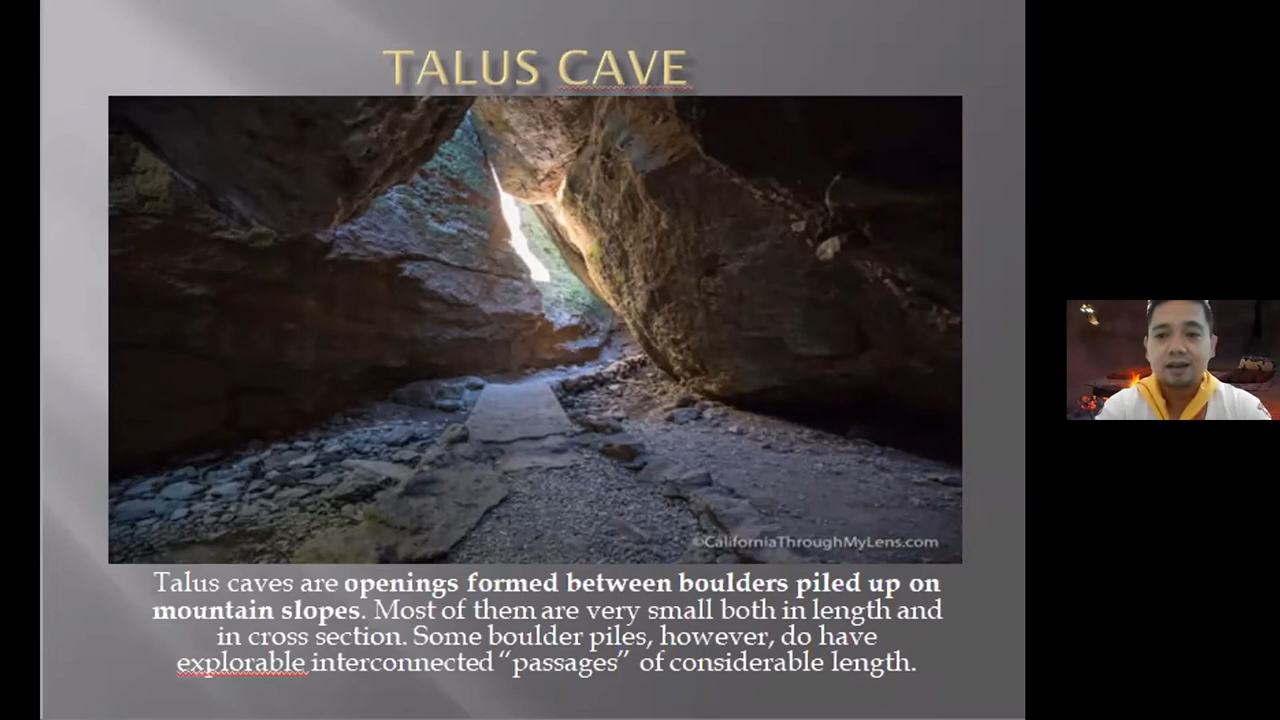 TALUS CAVE
©CaliforniaThroughMyLens.com
Talus caves are openings formed between boulders piled up on
mountain slopes. Most of them are very small both in length and
in cross section. Some boulder piles, however, do have
explorable interconnected “passages” of considerable length.